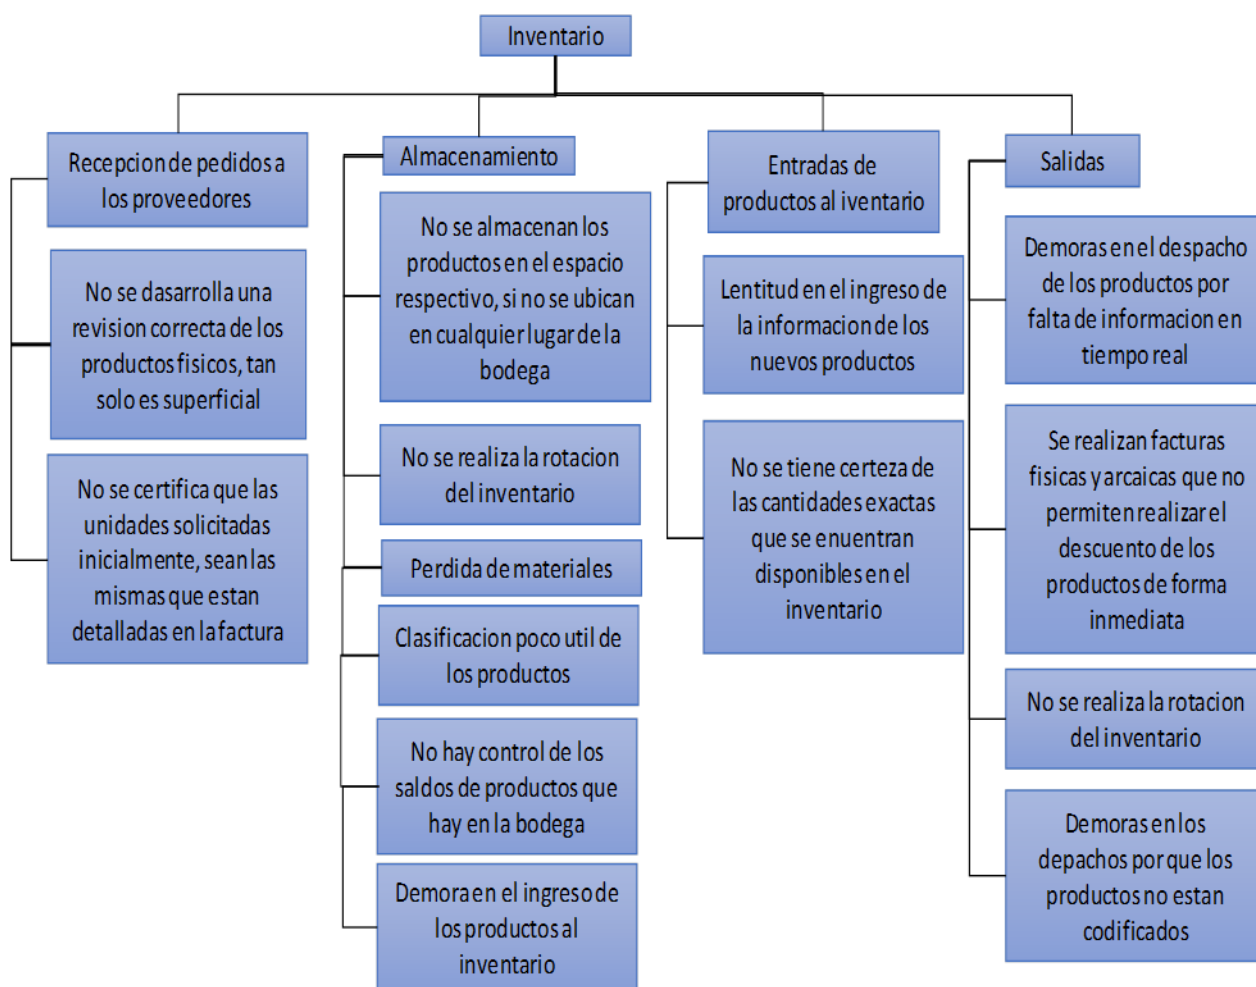 Inventario
Recepcion de pedidos a
los proveedores
No se dasarrolla una
revision correcta de los
productos fisicos, tan
solo es superficial
No se certifica que las
unidades solicitadas
inicialmente, sean las
mismas que estan
detalladas en la factura
Almacenamiento
No se almacenan los
productos en el espacio
respectivo, si no se ubican
en cualquier lugar de la
bodega
No se realiza la rotacion
del inventario
Perdida de materiales
Clasificacion poco util de
los productos
No hay control de los
saldos de productos que
hay en la bodega
Demora en el ingreso de
los productos al
inventario
Entradas de
productos al iventario
Lentitud en el ingreso de
la informacion de los
nuevos productos
No se tiene certeza de
las cantidades exactas
que se enuentran
disponibles en el
inventario
Salidas
Demoras en el despacho
de los productos por
falta de informacion en
tiempo real
Se realizan facturas
fisicas y arcaicas que no
permiten realizar el
descuento de los
productos de forma
inmediata
No se realiza la rotacion
del inventario
Demoras en los
depachos por que los
productos no estan
codificados